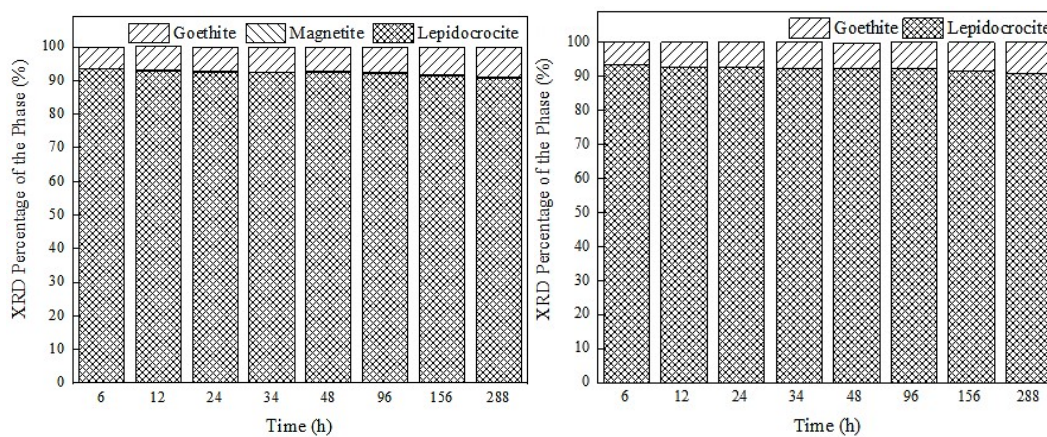 Goethite Magnetite Lepidocrocite
100
90
80
70
60
50
40
30
20
10
0
XRD Percentage of the Phase (%)
6 12 24 34 48 96 156 288
Time (h)
Goethite Lepidocrocite
100
90
80
70
60
50
40
30
20
10
0
XRD Percentage of the Phase (%)
6 12 24 34 48 96 156 288
Time (h)